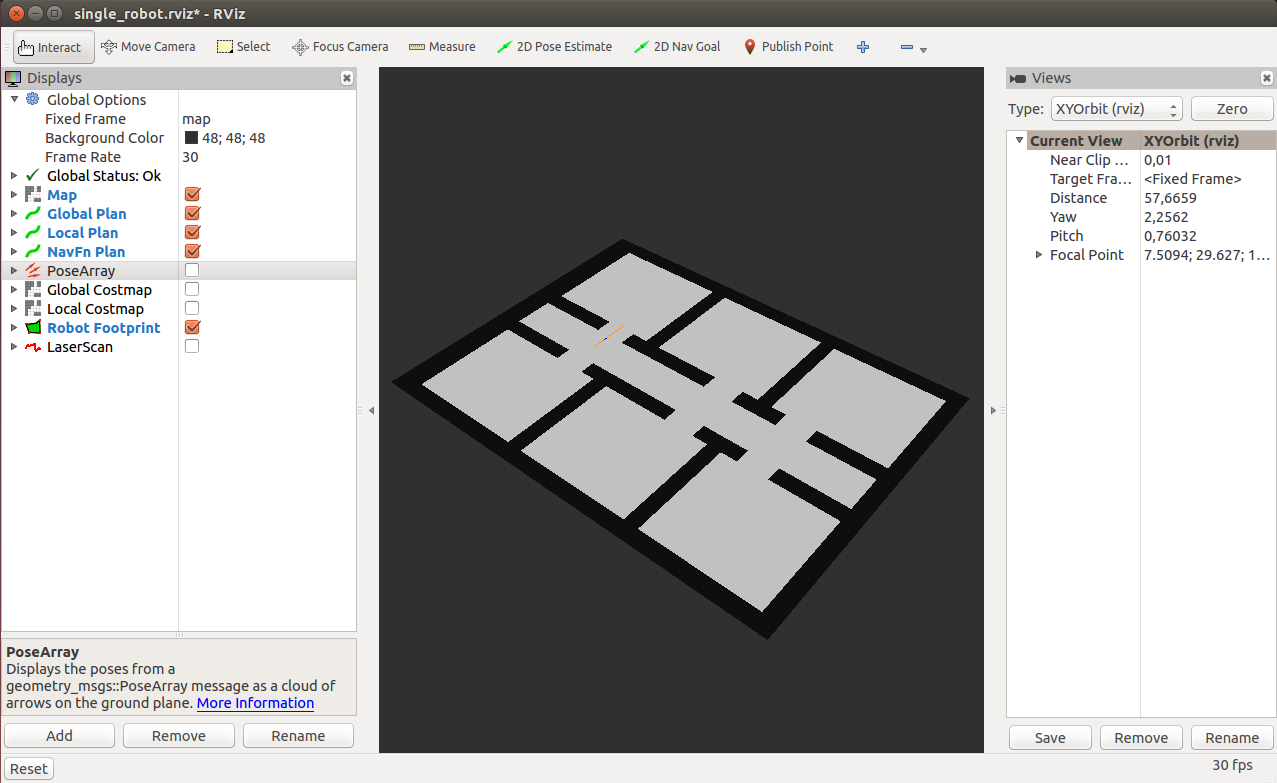 single_robot.rviz* - RViz
Interact Move Camera Select Focus Camera Measure 2D Pose Estimate 2D Nav Goal Publish Point
Displays
Global Options
Fixed Frame map
Background Color 48; 48; 48
Frame Rate 30
Global Status: Ok
Map
Global Plan
Local Plan
NavFn Plan
PoseArray
Global Costmap
Local Costmap
Robot Footprint
LaserScan
PoseArray
Displays the poses from a
geometry_msgs::PoseArray message as a cloud of
arrows on the ground plane. More Information
Add Remove Rename
Reset
Views
Type: XYOrbit (rviz) Zero
Current View XYOrbit (rviz)
Near Clip ... 0,01
Target Fra... <Fixed Frame>
Distance 57,6659
Yaw 2,2562
Pitch 0,76032
Focal Point 7.5094; 29.627; 1...
Save Remove Rename
30 fps